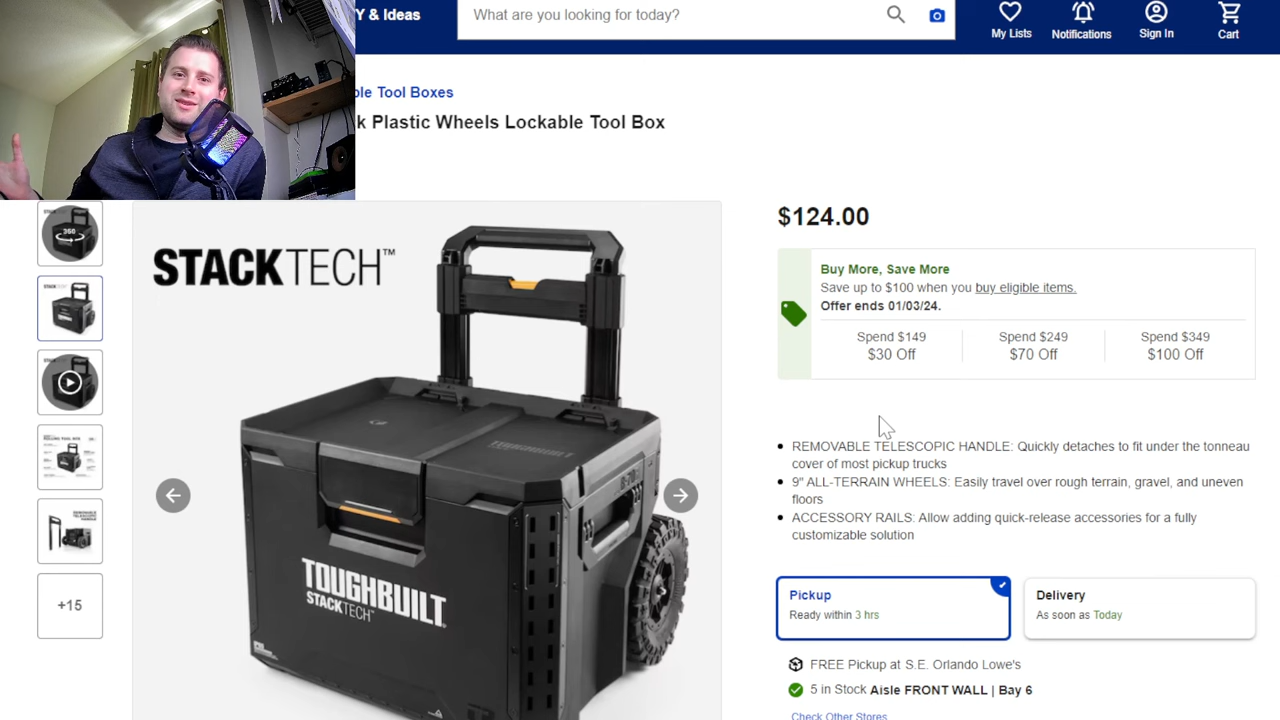 Y & Ideas
What are you looking for today?
My Lists
Notifications
Sign In
Cart
ble Tool Boxes
k Plastic Wheels Lockable Tool Box
STACKTECH™
360
$124.00
Buy More, Save More
Save up to $100 when you buy eligible items.
Offer ends 01/03/24.
Spend $149
$30 Off
Spend $249
$70 Off
Spend $349
$100 Off
REMOVABLE TELESCOPIC HANDLE: Quickly detaches to fit under the tonneau
cover of most pickup trucks
9" ALL-TERRAIN WHEELS: Easily travel over rough terrain, gravel, and uneven
floors
ACCESSORY RAILS: Allow adding quick-release accessories for a fully
customizable solution
TOUGHBUILT
TOUGHBUILT
STACKTECH™
+15
Pickup
Ready within 3 hrs
Delivery
As soon as Today
FREE Pickup at S.E. Orlando Lowe's
5 in Stock Aisle FRONT WALL | Bay 6
Check Other Stores